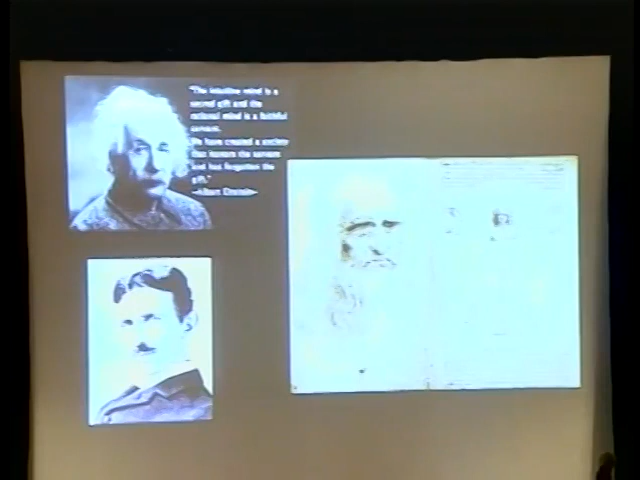 "The intuitive mind is a
sacred gift and the
rational mind is a faithful
servant.
We have created a society
that honors the servant
and has forgotten the
gift."
~Albert Einstein~